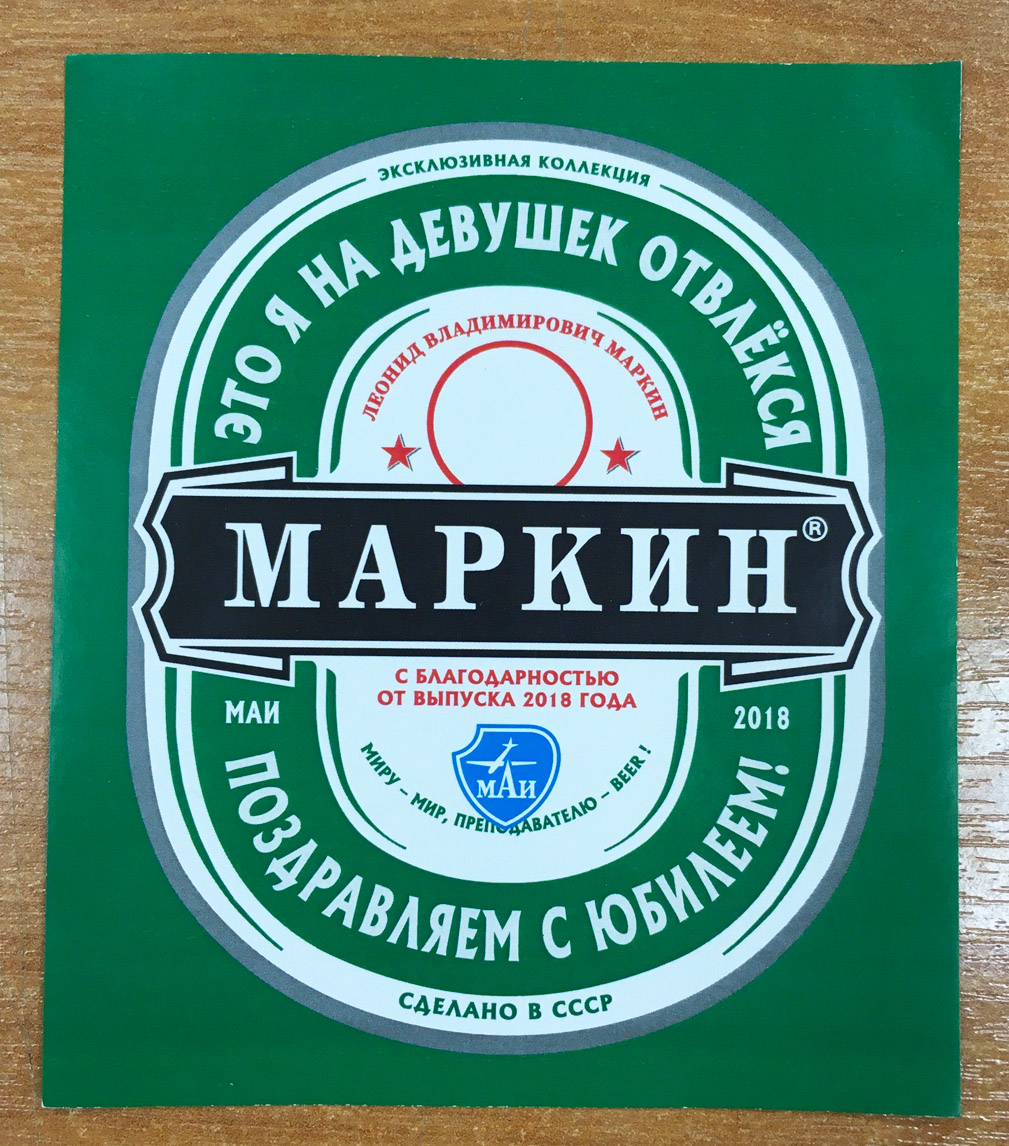 ЭКСКЛЮЗИВНАЯ КОЛЛЕКЦИЯ
ЭТО Я НА ДЕВУШЕК ОТВЛЁКСЯ
ЛЕОНИД ВЛАДИМИРОВИЧ МАРКИН
МАРКИН®
С БЛАГОДАРНОСТЬЮ
ОТ ВЫПУСКА 2018 ГОДА
МАИ
2018
МАИ
МИРУ – МИР, ПРЕПОДАВАТЕЛЮ – BEER!
ПОЗДРАВЛЯЕМ С ЮБИЛЕЕМ!
СДЕЛАНО В СССР